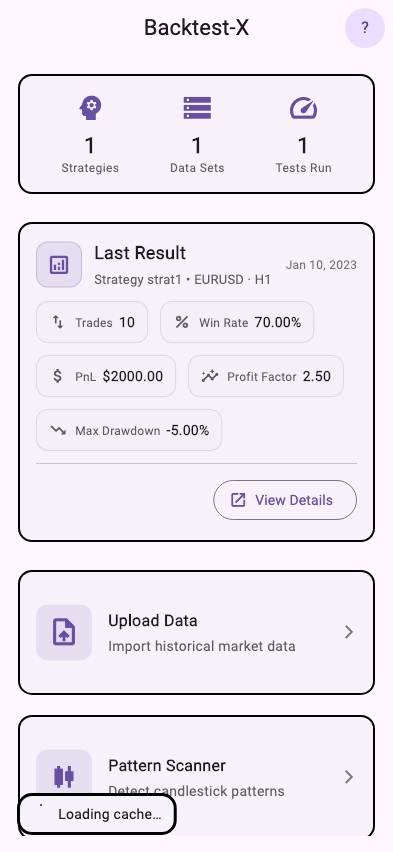 Backtest-X
?
1 1 1
Strategies Data Sets Tests Run
Last Result
Jan 10, 2023
Strategy strat1 • EURUSD · H1
Trades 10 Win Rate 70.00%
PnL $2000.00 Profit Factor 2.50
Max Drawdown -5.00%
View Details
Upload Data
Import historical market data
Pattern Scanner
Detect candlestick patterns
Loading cache...